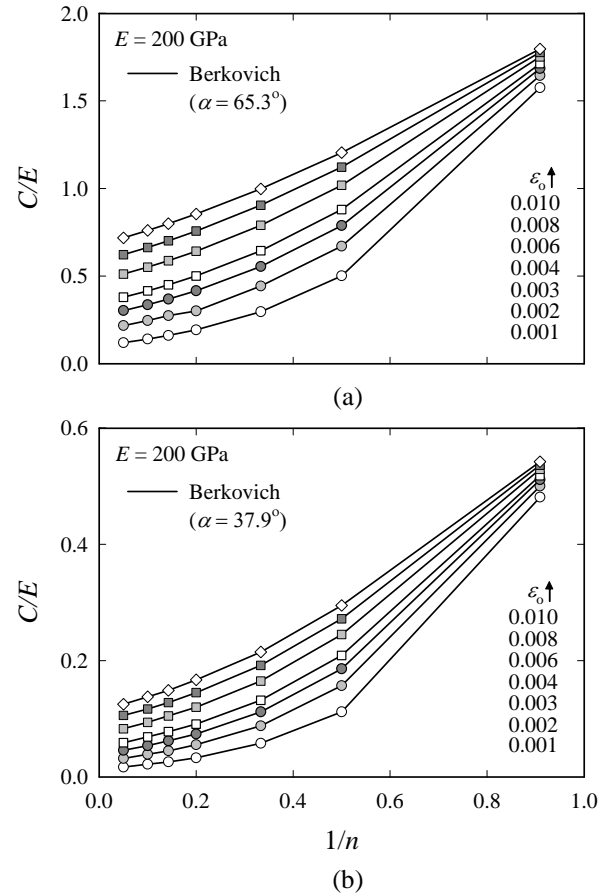 2.0
E = 200 GPa
Berkovich
(α = 65.3°)
1.5
C/E
1.0
εₒ↑
0.010
0.008
0.006
0.004
0.003
0.002
0.001
0.5
0.0
(a)
0.6
E = 200 GPa
Berkovich
(α = 37.9°)
C/E
0.4
εₒ↑
0.010
0.008
0.006
0.004
0.003
0.002
0.001
0.2
0.0
0.0 0.2 0.4 0.6 0.8 1.0
1/n
(b)